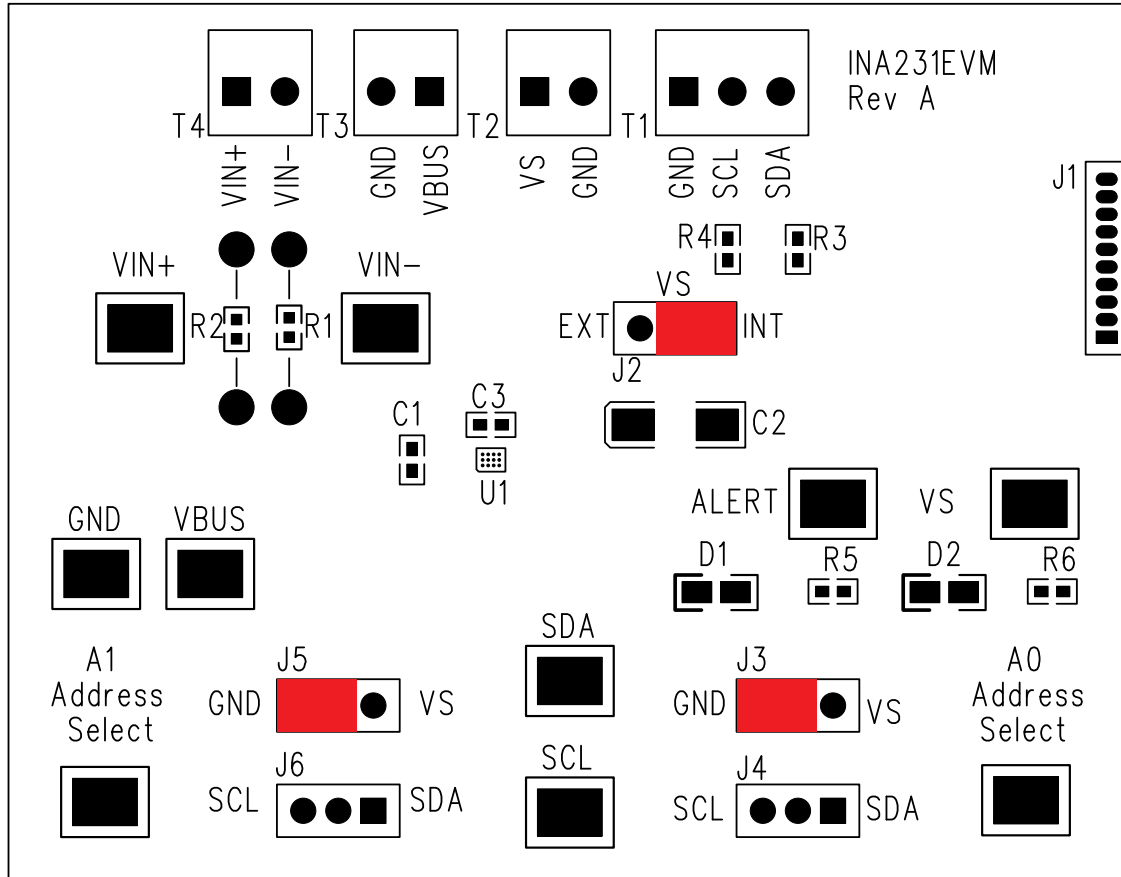 INA231EVM
Rev A
T4
T3
T2
T1
VIN+
VIN-
GND
VBUS
VS
GND
GND
SCL
SDA
J1
R4
R3
VIN+
VIN-
VS
R2
R1
EXT
INT
J2
C1
C3
C2
U1
ALERT
VS
GND
VBUS
D1
R5
D2
R6
SDA
A1
Address
Select
J5
GND
VS
J3
GND
VS
A0
Address
Select
SCL
J6
SCL
SDA
J4
SCL
SDA